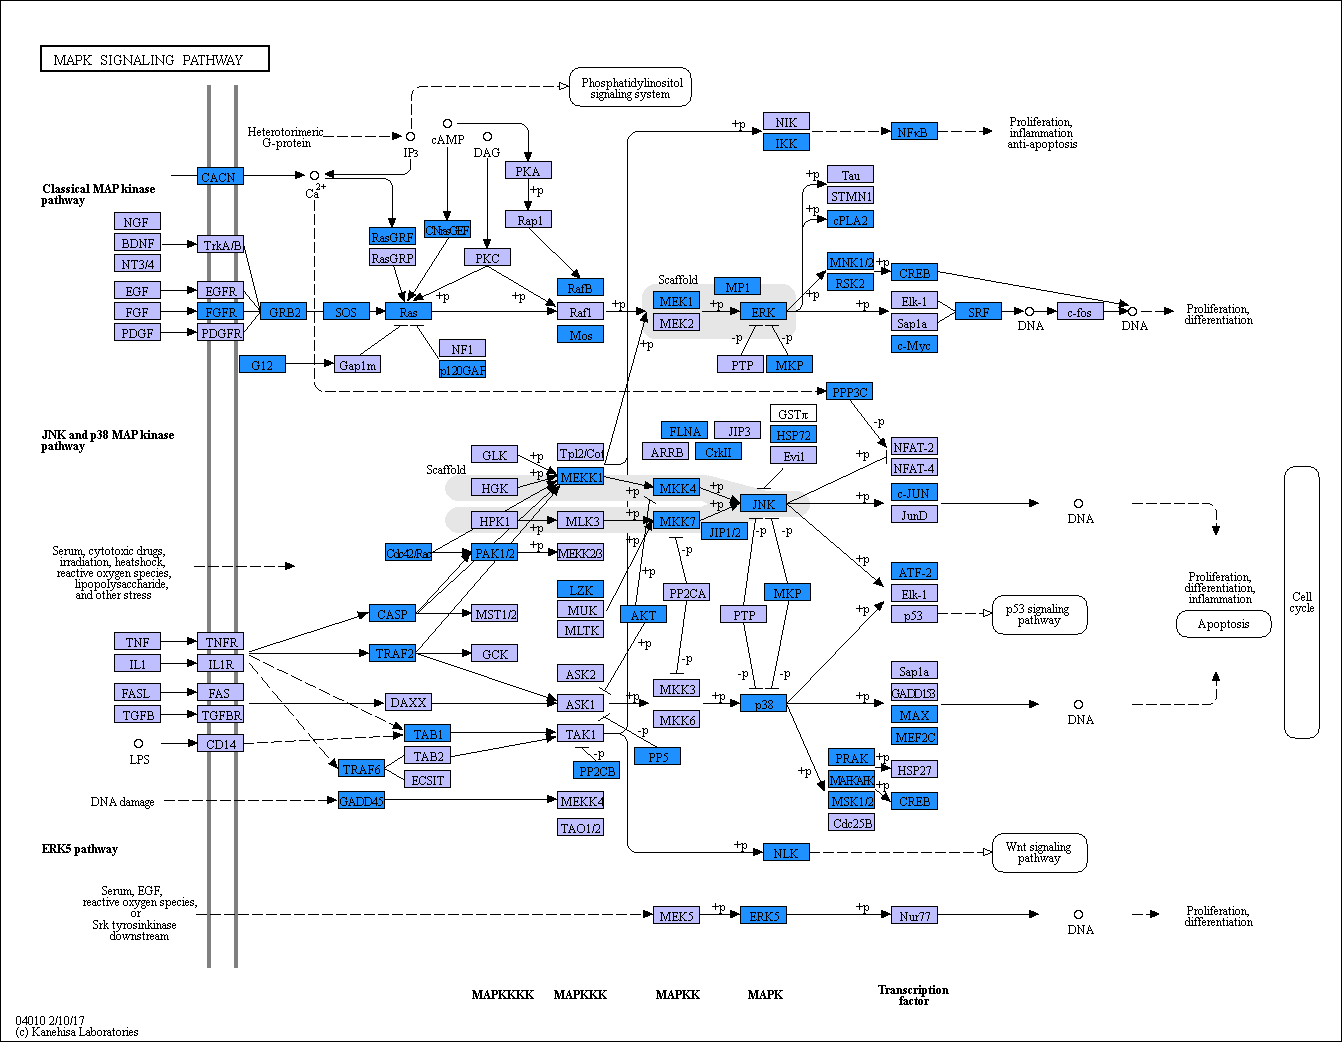 MAPK SIGNALING PATHWAY
Phosphatidylinositol
signaling system
Heterotorimeric
G-protein
IP3
cAMP
DAG
+p
NIK
IKK
NFκB
Proliferation,
inflammation
anti-apoptosis
CACN
Ca2+
PKA
+p
Rap1
Classical MAP kinase
pathway
NGF
BDNF
NT3/4
TrkA/B
RasGRF
RasGRP
CNrasGEF
PKC
+p
+p
Tau
STMN1
cPLA2
EGF
FGF
PDGF
EGFR
FGFR
PDGFR
GRB2
SOS
Ras
+p
+p
RafB
Raf1
Mos
+p
Scaffold
MEK1
MEK2
MP1
+p
ERK
+p
MNK1/2
RSK2
+p
CREB
+p
Elk-1
Sap1a
c-Myc
SRF
DNA
c-fos
DNA
Proliferation,
differentiation
G12
Gap1m
NF1
p120GAP
+p
-p
-p
PTP
MKP
PPP3C
-p
JNK and p38 MAP kinase
pathway
Scaffold
GLK
HGK
HPK1
+p
+p
+p
+p
Tpl2/Cot
MEKK1
MLK3
MEKK2/3
+p
+p
+p
FLNA
JIP3
ARRB
CrkII
GSTπ
HSP72
Evi1
MKK4
MKK7
+p
+p
JIP1/2
JNK
+p
NFAT-2
NFAT-4
+p
c-JUN
JunD
DNA
Cdc42/Rac
PAK1/2
Serum, cytotoxic drugs,
irradiation, heatshock,
reactive oxygen species,
lipopolysaccharide,
and other stress
CASP
MST1/2
LZK
MUK
MLTK
+p
AKT
+p
-p
PP2CA
-p
-p
-p
PTP
MKP
-p
-p
+p
+p
ATF-2
Elk-1
p53
p53 signaling
pathway
Proliferation,
differentiation,
inflammation
Apoptosis
Cell
cycle
TNF
IL1
FASL
TGFB
TNFR
IL1R
FAS
TGFBR
LPS
CD14
TRAF2
GCK
DAXX
TAB1
TAB2
ECSIT
TRAF6
ASK2
ASK1
TAK1
+p
-p
-p
PP2CB
PP5
MKK3
MKK6
+p
p38
+p
Sap1a
GADD153
MAX
MEF2C
DNA
+p
PRAK
MAPKAPK
MSK1/2
Cdc25B
+p
+p
HSP27
CREB
DNA damage
GADD45
MEKK4
TAO1/2
+p
NLK
Wnt signaling
pathway
ERK5 pathway
Serum, EGF,
reactive oxygen species,
or
Srk tyrosinkinase
downstream
MEK5
+p
ERK5
+p
Nur77
DNA
Proliferation,
differentiation
MAPKKKK
MAPKKK
MAPKK
MAPK
Transcription
factor
04010 2/10/17
(c) Kanehisa Laboratories